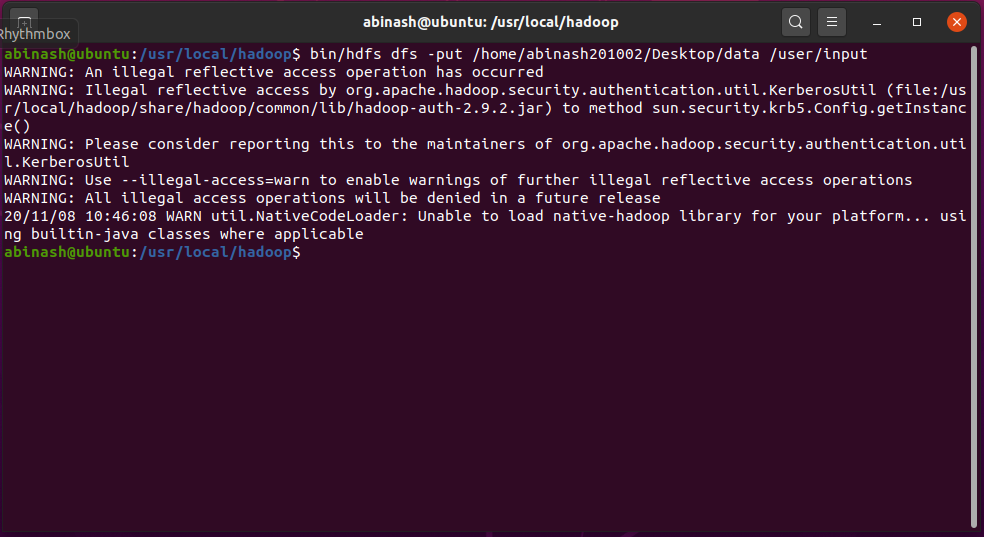 abinash@ubuntu: /usr/local/hadoop
Rhythmbox
abinash@ubuntu:/usr/local/hadoop$ bin/hdfs dfs -put /home/abinash201002/Desktop/data /user/input
WARNING: An illegal reflective access operation has occurred
WARNING: Illegal reflective access by org.apache.hadoop.security.authentication.util.KerberosUtil (file:/us
r/local/hadoop/share/hadoop/common/lib/hadoop-auth-2.9.2.jar) to method sun.security.krb5.Config.getInstanc
e()
WARNING: Please consider reporting this to the maintainers of org.apache.hadoop.security.authentication.uti
l.KerberosUtil
WARNING: Use --illegal-access=warn to enable warnings of further illegal reflective access operations
WARNING: All illegal access operations will be denied in a future release
20/11/08 10:46:08 WARN util.NativeCodeLoader: Unable to load native-hadoop library for your platform... usi
ng builtin-java classes where applicable
abinash@ubuntu:/usr/local/hadoop$